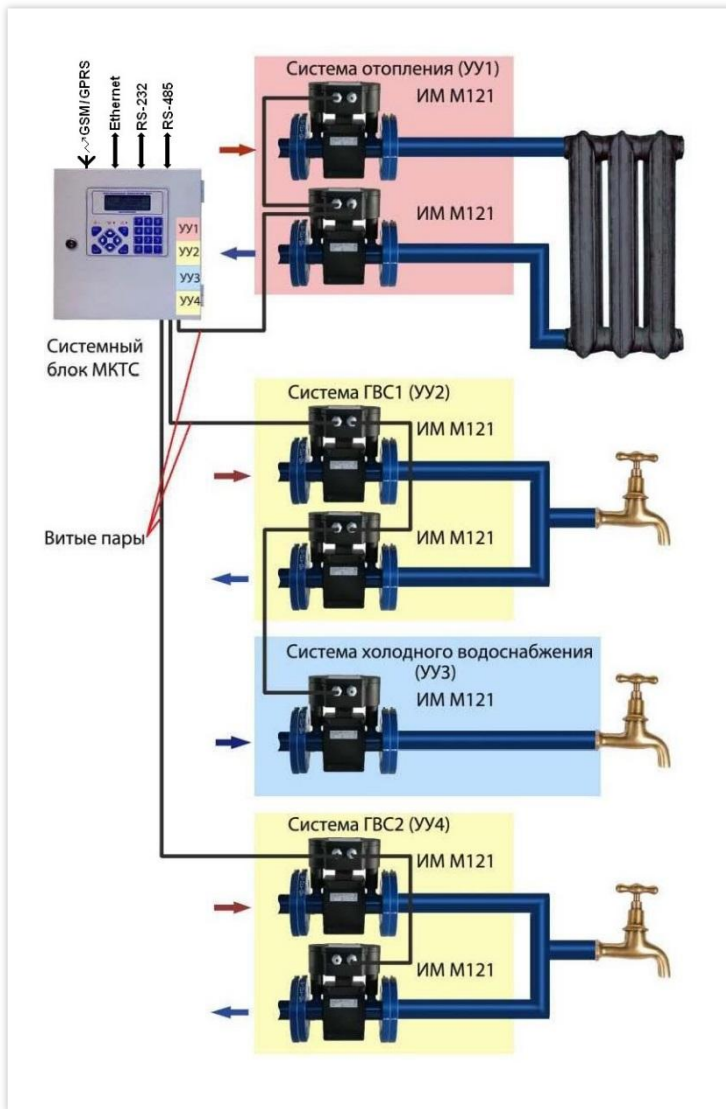 GSM/GPRS
Ethernet
RS-232
RS-485
Система отопления (УУ1)
ИМ М121
ИМ М121
УУ1
УУ2
УУ3
УУ4
Системный
блок МКТС
Система ГВС1 (УУ2)
ИМ М121
ИМ М121
Витые пары
Система холодного водоснабжения
(УУ3)
ИМ М121
Система ГВС2 (УУ4)
ИМ М121
ИМ М121